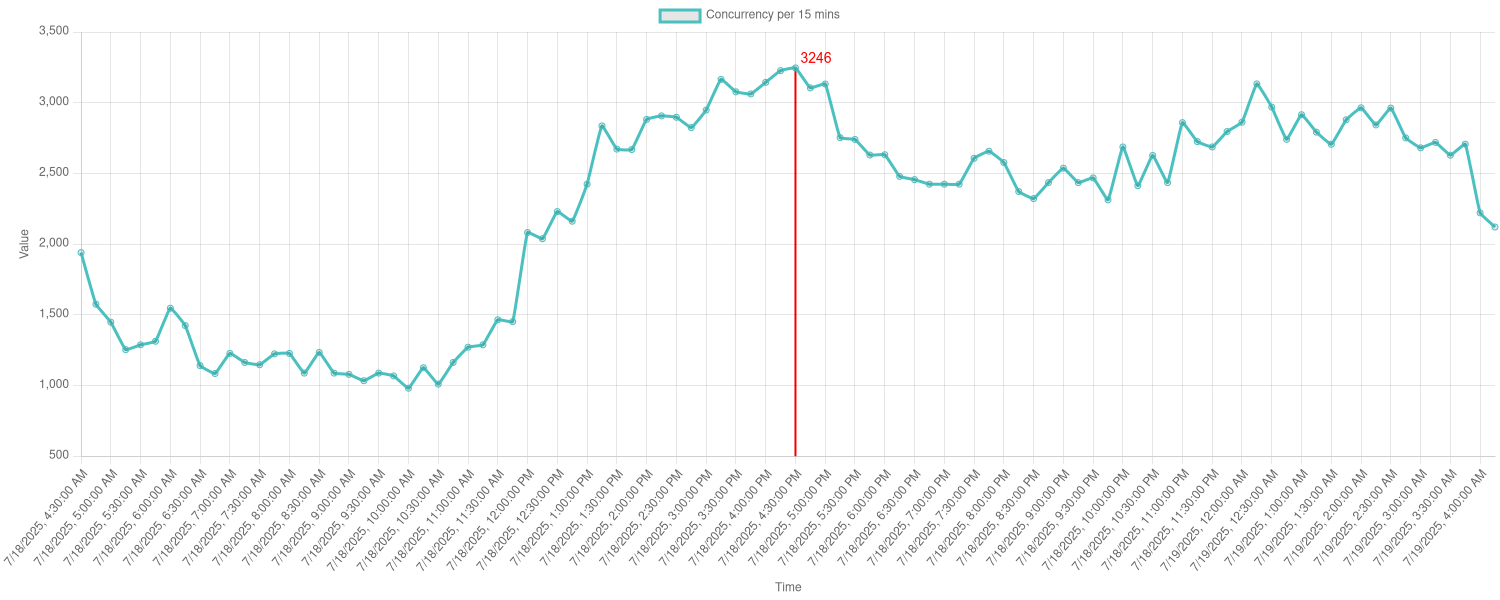 Concurrency per 15 mins
3,500
3246
3,000
2,500
2,000
1,500
1,000
500
Value
7/18/2025, 4:30:00 AM
7/18/2025, 5:00:00 AM
7/18/2025, 5:30:00 AM
7/18/2025, 6:00:00 AM
7/18/2025, 6:30:00 AM
7/18/2025, 7:00:00 AM
7/18/2025, 7:30:00 AM
7/18/2025, 8:00:00 AM
7/18/2025, 8:30:00 AM
7/18/2025, 9:00:00 AM
7/18/2025, 9:30:00 AM
7/18/2025, 10:00:00 AM
7/18/2025, 10:30:00 AM
7/18/2025, 11:00:00 AM
7/18/2025, 11:30:00 AM
7/18/2025, 12:00:00 PM
7/18/2025, 12:30:00 PM
7/18/2025, 1:00:00 PM
7/18/2025, 1:30:00 PM
7/18/2025, 2:00:00 PM
7/18/2025, 2:30:00 PM
7/18/2025, 3:00:00 PM
7/18/2025, 3:30:00 PM
7/18/2025, 4:00:00 PM
7/18/2025, 4:30:00 PM
7/18/2025, 5:00:00 PM
7/18/2025, 5:30:00 PM
7/18/2025, 6:00:00 PM
7/18/2025, 6:30:00 PM
7/18/2025, 7:00:00 PM
7/18/2025, 7:30:00 PM
7/18/2025, 8:00:00 PM
7/18/2025, 8:30:00 PM
7/18/2025, 9:00:00 PM
7/18/2025, 9:30:00 PM
7/18/2025, 10:00:00 PM
7/18/2025, 10:30:00 PM
7/18/2025, 11:00:00 PM
7/18/2025, 11:30:00 PM
7/19/2025, 12:00:00 AM
7/19/2025, 12:30:00 AM
7/19/2025, 1:00:00 AM
7/19/2025, 1:30:00 AM
7/19/2025, 2:00:00 AM
7/19/2025, 2:30:00 AM
7/19/2025, 3:00:00 AM
7/19/2025, 3:30:00 AM
7/19/2025, 4:00:00 AM
Time